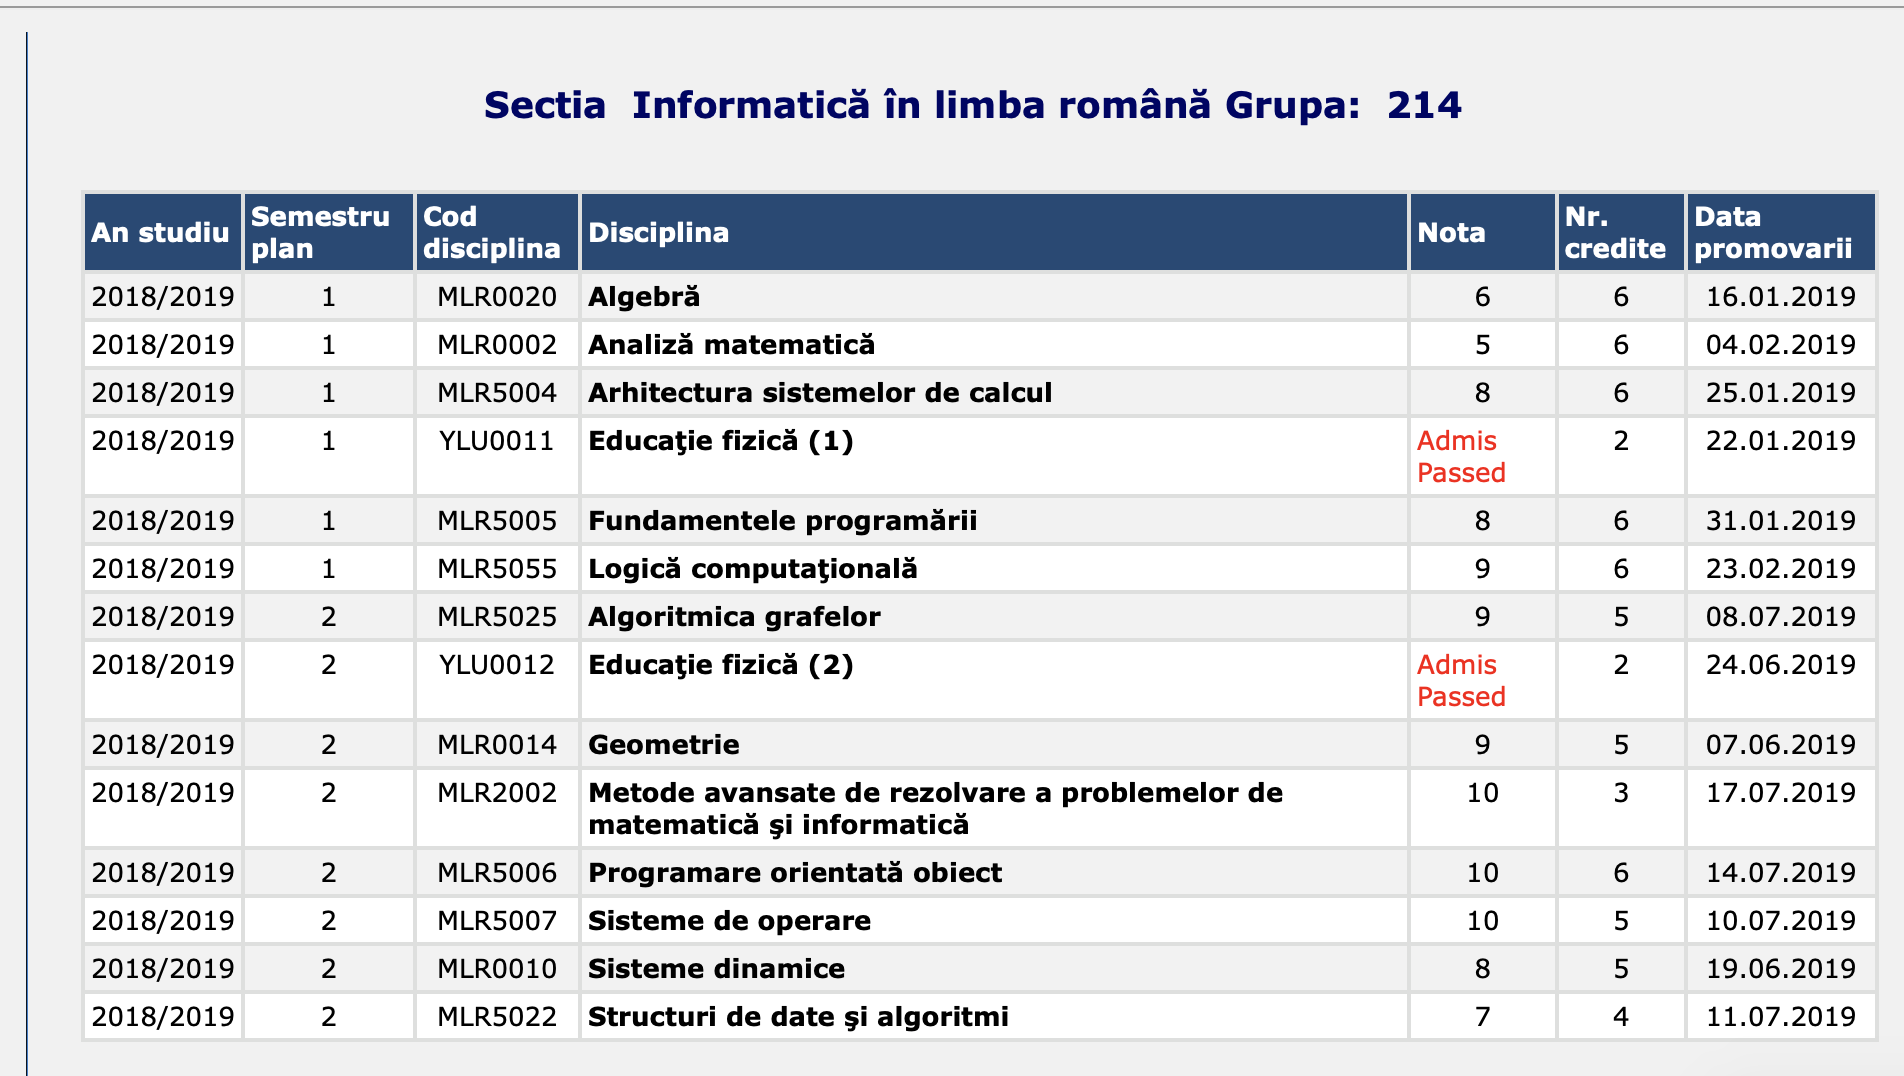 Sectia Informatică în limba română Grupa: 214
An studiu Semestru plan Cod disciplina Disciplina Nota Nr. credite Data promovarii
2018/2019 1 MLR0020 Algebră 6 6 16.01.2019
2018/2019 1 MLR0002 Analiză matematică 5 6 04.02.2019
2018/2019 1 MLR5004 Arhitectura sistemelor de calcul 8 6 25.01.2019
2018/2019 1 YLU0011 Educaţie fizică (1) Admis Passed 2 22.01.2019
2018/2019 1 MLR5005 Fundamentele programării 8 6 31.01.2019
2018/2019 1 MLR5055 Logică computaţională 9 6 23.02.2019
2018/2019 2 MLR5025 Algoritmica grafelor 9 5 08.07.2019
2018/2019 2 YLU0012 Educaţie fizică (2) Admis Passed 2 24.06.2019
2018/2019 2 MLR0014 Geometrie 9 5 07.06.2019
2018/2019 2 MLR2002 Metode avansate de rezolvare a problemelor de matematică şi informatică 10 3 17.07.2019
2018/2019 2 MLR5006 Programare orientată obiect 10 6 14.07.2019
2018/2019 2 MLR5007 Sisteme de operare 10 5 10.07.2019
2018/2019 2 MLR0010 Sisteme dinamice 8 5 19.06.2019
2018/2019 2 MLR5022 Structuri de date şi algoritmi 7 4 11.07.2019